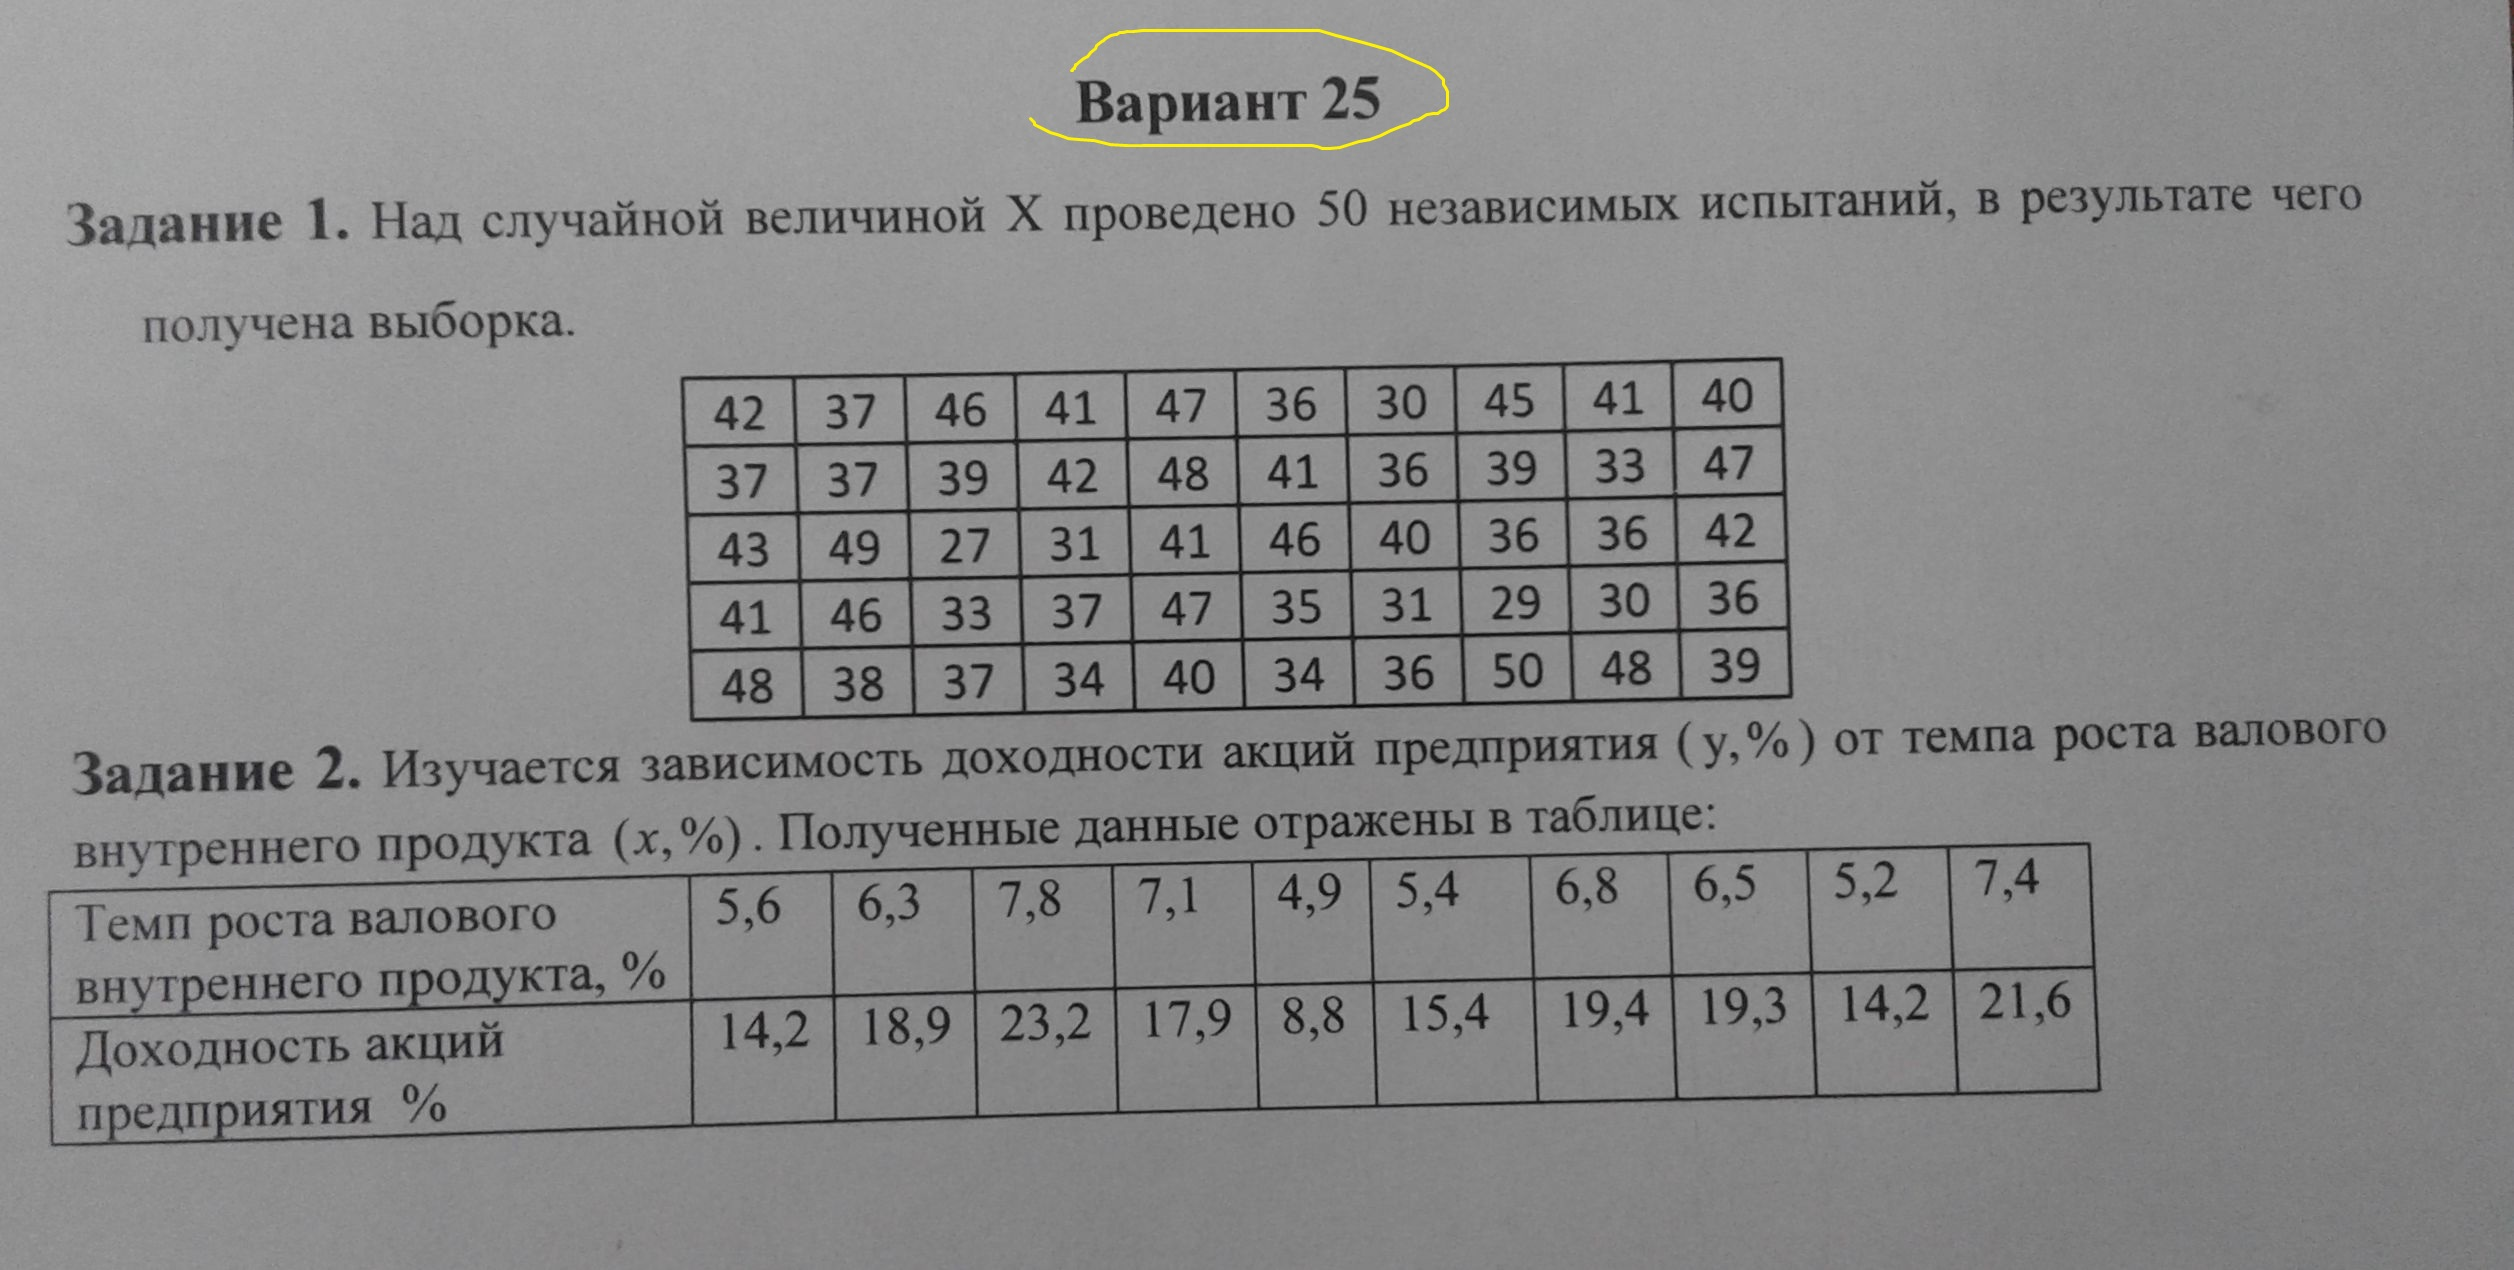 Вариант 25
Задание 1. Над случайной величиной X проведено 50 независимых испытаний, в результате чего
получена выборка.
42 37 46 41 47 36 30 45 41 40
37 37 39 42 48 41 36 39 33 47
43 49 27 31 41 46 40 36 36 42
41 46 33 37 47 35 31 29 30 36
48 38 37 34 40 34 36 50 48 39
Задание 2. Изучается зависимость доходности акций предприятия (y,%) от темпа роста валового
внутреннего продукта (x,%). Полученные данные отражены в таблице:
Темп роста валового
внутреннего продукта, %
5,6 6,3 7,8 7,1 4,9 5,4 6,8 6,5 5,2 7,4
Доходность акций
предприятия %
14,2 18,9 23,2 17,9 8,8 15,4 19,4 19,3 14,2 21,6